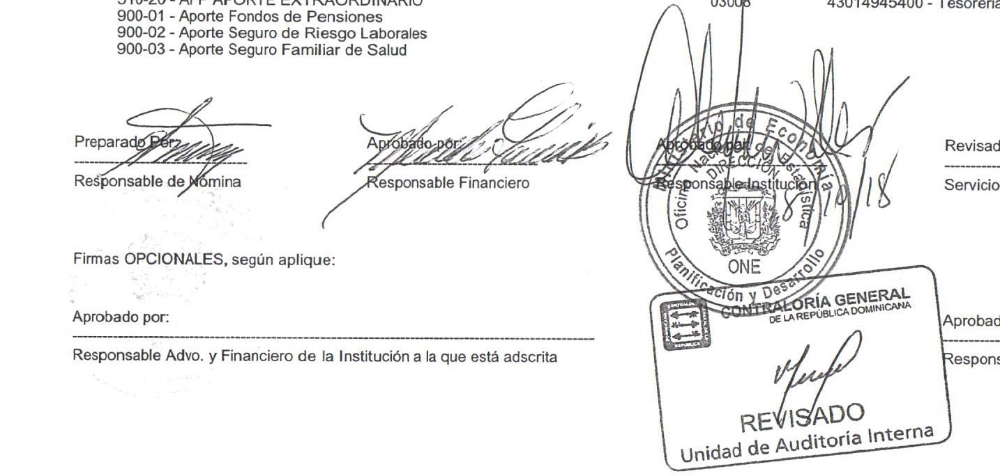 510-20 - AFP APORTE EXTRAORDINARIO
03008
43014945400 - Tesorería
900-01 - Aporte Fondos de Pensiones
900-02 - Aporte Seguro de Riesgo Laborales
900-03 - Aporte Seguro Familiar de Salud
Preparado Por:
Responsable de Nómina
Aprobado por:
Responsable Financiero
Aprobado por:
Responsable Institución
Revisad
Servicio
Ministerio de Economía
Planificación y Desarrollo
Oficina Nacional de Estadística
DIRECCIÓN
ONE
Firmas OPCIONALES, según aplique:
Aprobado por:
Responsable Advo. y Financiero de la Institución a la que está adscrita
CONTRALORÍA GENERAL
DE LA REPÚBLICA DOMINICANA
REVISADO
Unidad de Auditoría Interna
Aprobad
Respons